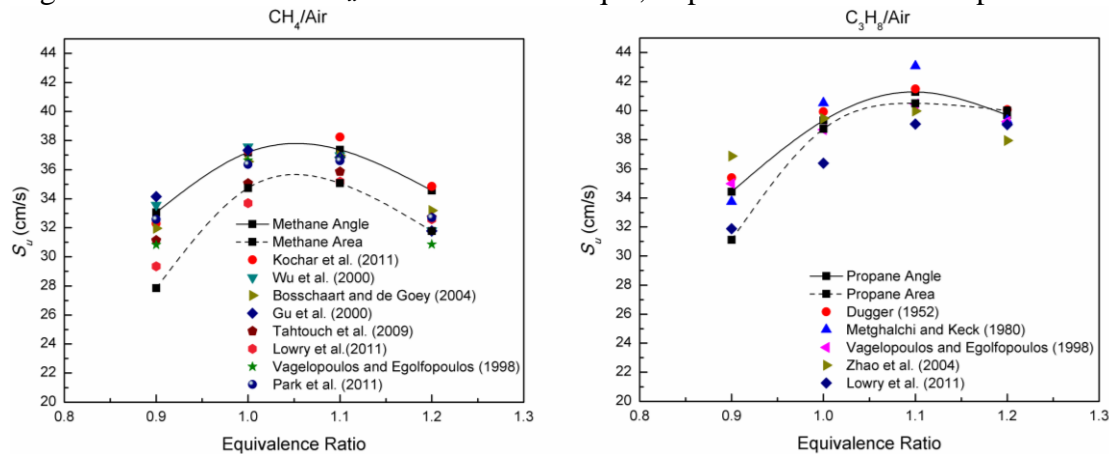 CH4/Air
44
42
40
38
36
34
32
30
28
26
24
22
20
Su (cm/s)
Methane Angle
Methane Area
Kochar et al. (2011)
Wu et al. (2000)
Bosschaart and de Goey (2004)
Gu et al. (2000)
Tahtouch et al. (2009)
Lowry et al.(2011)
Vagelopoulos and Egolfopoulos (1998)
Park et al. (2011)
0.8 0.9 1.0 1.1 1.2 1.3
Equivalence Ratio
C3H8/Air
44
42
40
38
36
34
32
30
28
26
24
22
20
Su (cm/s)
Propane Angle
Propane Area
Dugger (1952)
Metghalchi and Keck (1980)
Vagelopoulos and Egolfopoulos (1998)
Zhao et al. (2004)
Lowry et al. (2011)
0.8 0.9 1.0 1.1 1.2 1.3
Equivalence Ratio